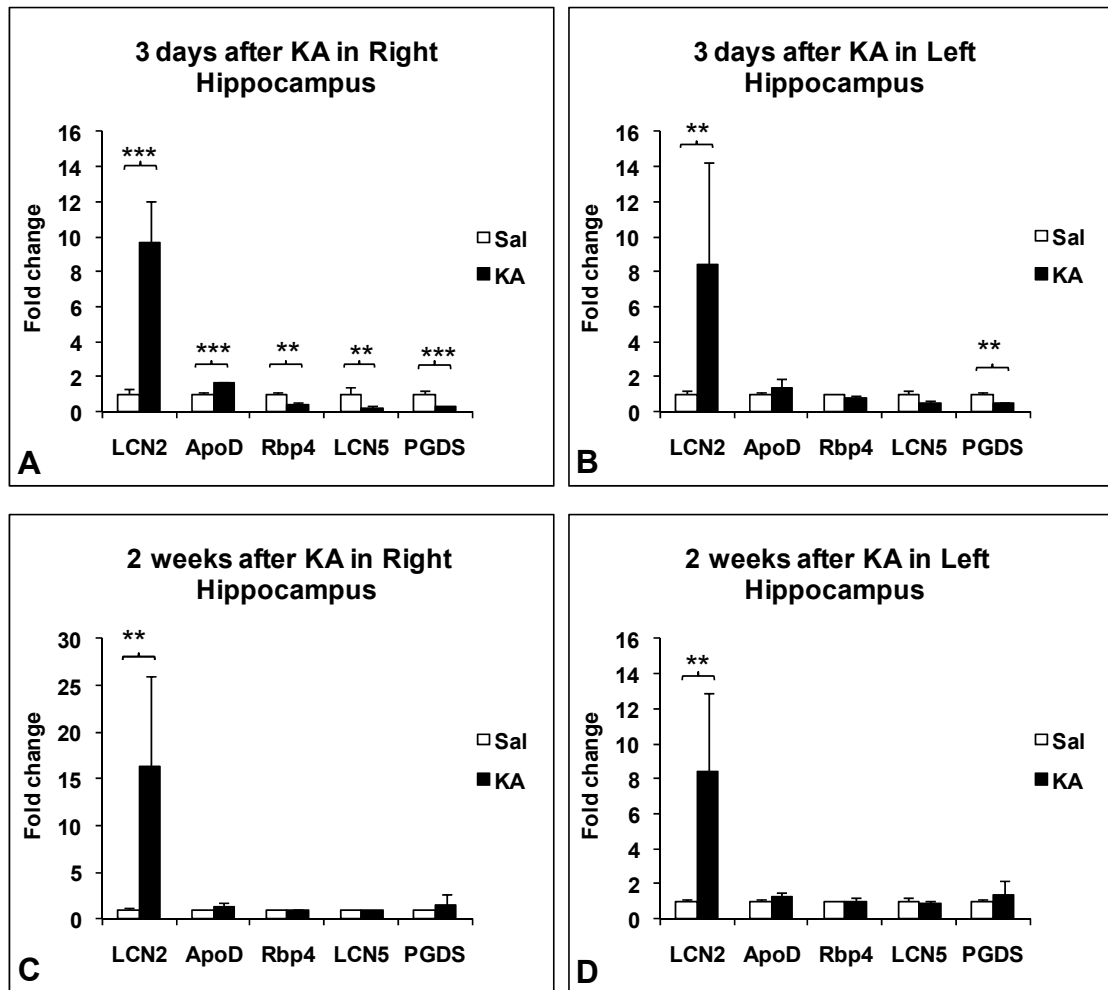 3 days after KA in Right
Hippocampus
Fold change
16
14
12
10
8
6
4
2
0
***
***
**
**
***
Sal
KA
LCN2 ApoD Rbp4 LCN5 PGDS
A
3 days after KA in Left
Hippocampus
Fold change
16
14
12
10
8
6
4
2
0
**
**
Sal
KA
LCN2 ApoD Rbp4 LCN5 PGDS
B
2 weeks after KA in Right
Hippocampus
Fold change
30
25
20
15
10
5
0
**
Sal
KA
LCN2 ApoD Rbp4 LCN5 PGDS
C
2 weeks after KA in Left
Hippocampus
Fold change
16
14
12
10
8
6
4
2
0
**
Sal
KA
LCN2 ApoD Rbp4 LCN5 PGDS
D